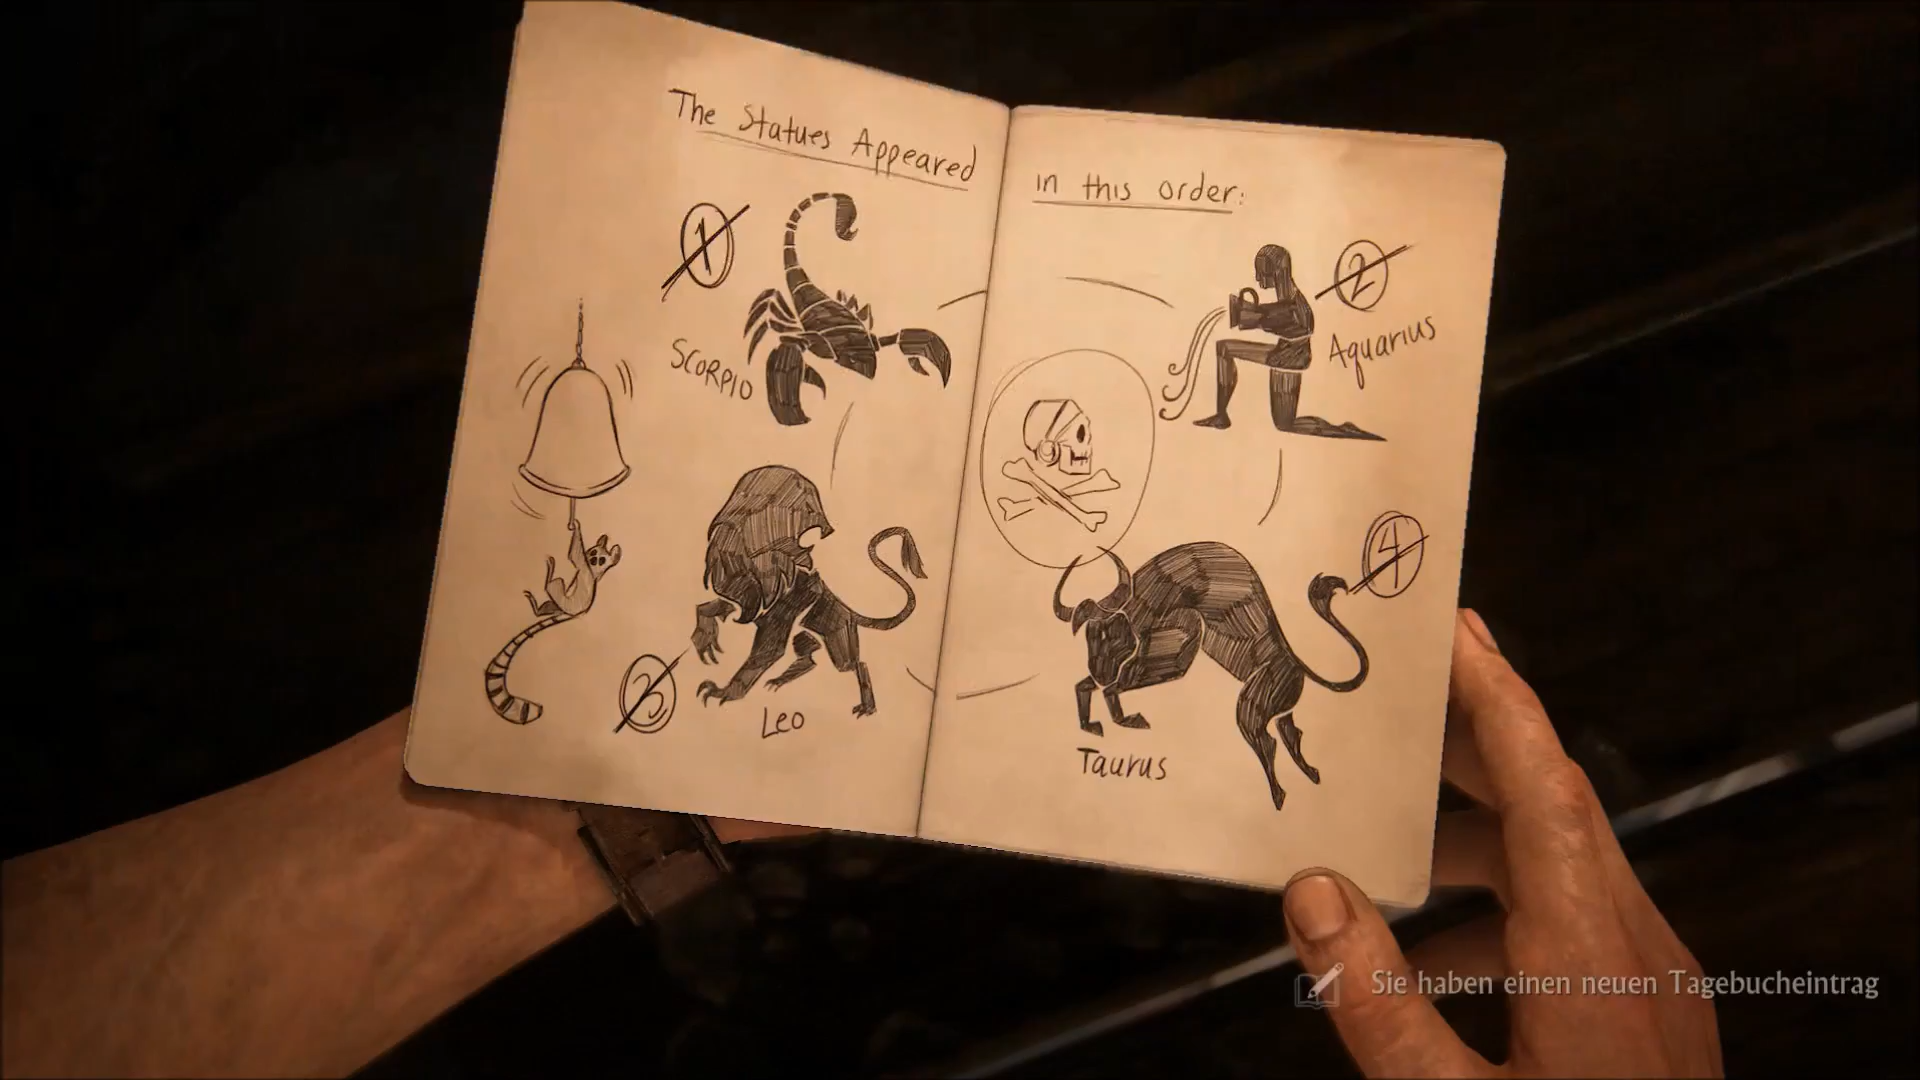 The Statues Appeared
in this order:
1
Scorpio
2
Aquarius
3
Leo
4
Taurus
Sie haben einen neuen Tagebucheintrag